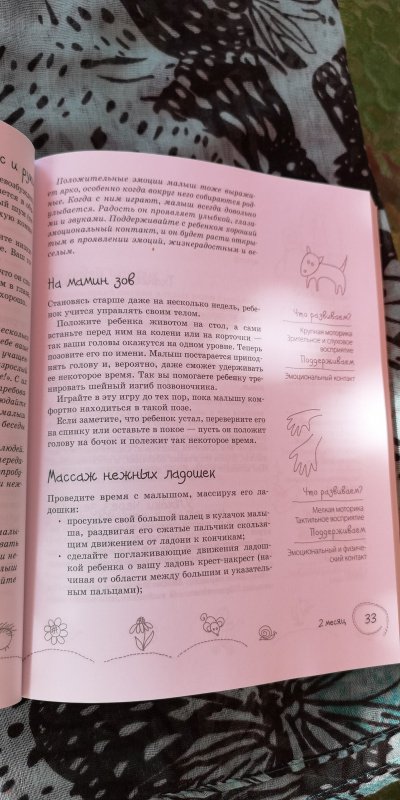 Положительные эмоции малыш тоже выража-
ет ярко, особенно когда вокруг него собираются род-
ные. Когда с ним играют, малыш всегда довольно
улыбается. Радость он проявляет улыбкой, глаза-
ми и звуками. Поддерживайте с ребенком хороший
эмоциональный контакт, и он будет расти откры-
тым в проявлении эмоций, жизнерадостным и ве-
селым.
На мамин зов
Становясь старше даже на несколько недель, ребе-
нок учится управлять своим телом.
Положите ребенка животом на стол, а сами
встаньте перед ним на колени или на корточки —
так ваши головы окажутся на одном уровне. Теперь
позовите его по имени. Малыш постарается припод-
нять голову и, вероятно, даже сможет удерживать
ее некоторое время. Так вы помогаете ребенку тре-
нировать шейный изгиб позвоночника.
Играйте в эту игру до тех пор, пока малышу ком-
фортно находиться в такой позе.
Если заметите, что ребенок устал, переверните его
на спинку или оставьте в покое — пусть он положит
голову на бочок и полежит так некоторое время.
Что развиваем?
Крупная моторика
Зрительное и слуховое
восприятие
Поддерживаем
Эмоциональный контакт
Массаж нежных ладошек
Проведите время с малышом, массируя его ла-
дошки:
• просуньте свой большой палец в кулачок малы-
ша, раздвигая его сжатые пальчики скользя-
щим движением от ладони к кончикам;
• сделайте поглаживающие движения ладош-
кой ребенка о вашу ладонь крест-накрест (на-
чиная от области между большим и указатель-
ным пальцами);
Что развиваем?
Мелкая моторика
Тактильное восприятие
Поддерживаем
Эмоциональный и физиче-
ский контакт
2 месяц
33